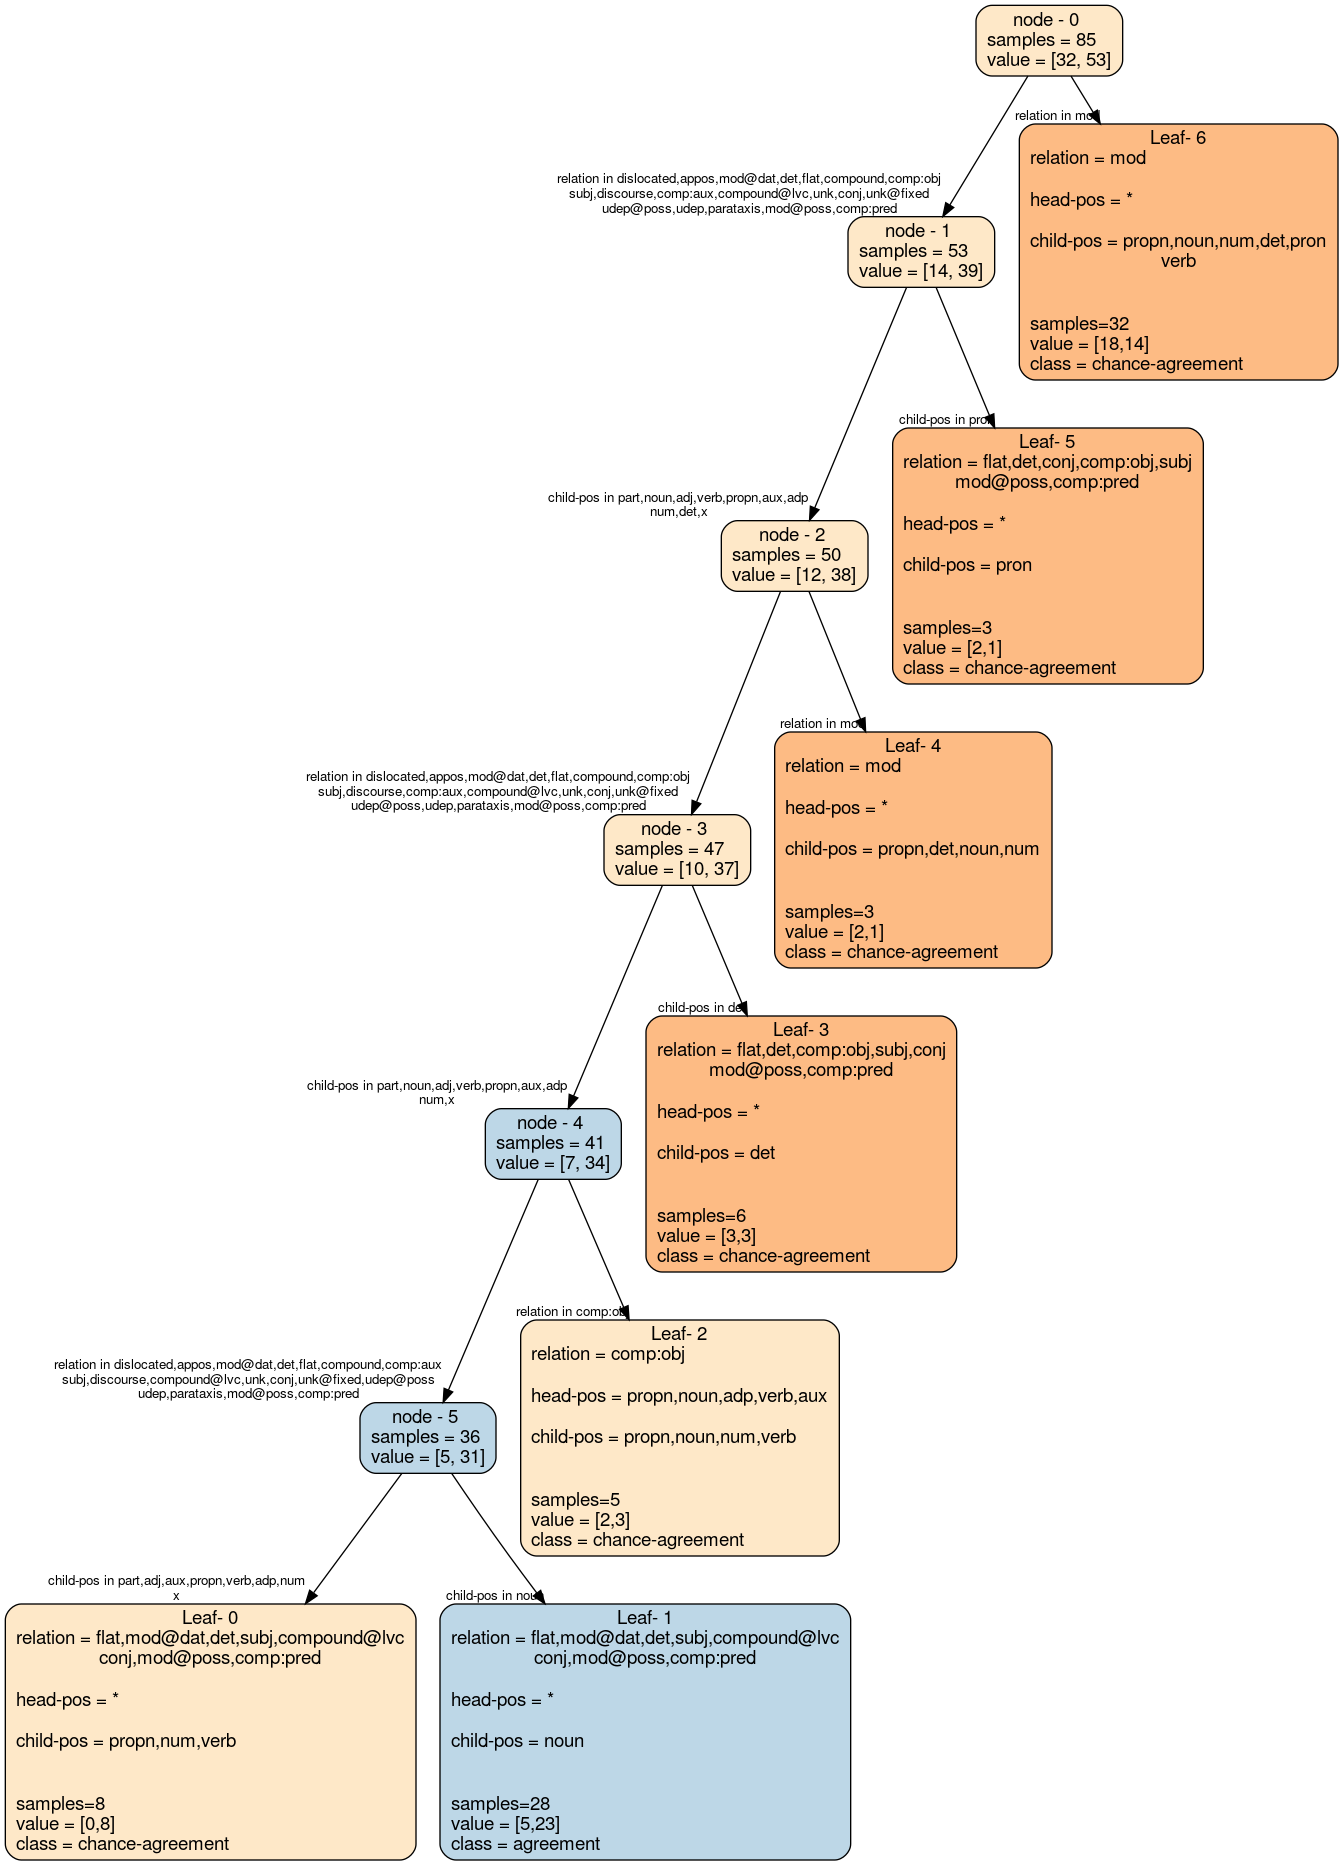 node - 0
samples = 85
value = [32, 53]
relation in mod
Leaf- 6
relation = mod
head-pos = *
child-pos = propn,noun,num,det,pron
verb
samples=32
value = [18,14]
class = chance-agreement
relation in dislocated,appos,mod@dat,det,flat,compound,comp:obj
subj,discourse,comp:aux,compound@lvc,unk,conj,unk@fixed
udep@poss,udep,parataxis,mod@poss,comp:pred
node - 1
samples = 53
value = [14, 39]
child-pos in pron
Leaf- 5
relation = flat,det,conj,comp:obj,subj
mod@poss,comp:pred
head-pos = *
child-pos = pron
samples=3
value = [2,1]
class = chance-agreement
child-pos in part,noun,adj,verb,propn,aux,adp
num,det,x
node - 2
samples = 50
value = [12, 38]
relation in mod
Leaf- 4
relation = mod
head-pos = *
child-pos = propn,det,noun,num
samples=3
value = [2,1]
class = chance-agreement
relation in dislocated,appos,mod@dat,det,flat,compound,comp:obj
subj,discourse,comp:aux,compound@lvc,unk,conj,unk@fixed
udep@poss,udep,parataxis,mod@poss,comp:pred
node - 3
samples = 47
value = [10, 37]
child-pos in det
Leaf- 3
relation = flat,det,comp:obj,subj,conj
mod@poss,comp:pred
head-pos = *
child-pos = det
samples=6
value = [3,3]
class = chance-agreement
child-pos in part,noun,adj,verb,propn,aux,adp
num,x
node - 4
samples = 41
value = [7, 34]
relation in comp:obj
Leaf- 2
relation = comp:obj
head-pos = propn,noun,adp,verb,aux
child-pos = propn,noun,num,verb
samples=5
value = [2,3]
class = chance-agreement
relation in dislocated,appos,mod@dat,det,flat,compound,comp:aux
subj,discourse,compound@lvc,unk,conj,unk@fixed,udep@poss
udep,parataxis,mod@poss,comp:pred
node - 5
samples = 36
value = [5, 31]
child-pos in part,adj,aux,propn,verb,adp,num
x
Leaf- 0
relation = flat,mod@dat,det,subj,compound@lvc
conj,mod@poss,comp:pred
head-pos = *
child-pos = propn,num,verb
samples=8
value = [0,8]
class = chance-agreement
child-pos in noun
Leaf- 1
relation = flat,mod@dat,det,subj,compound@lvc
conj,mod@poss,comp:pred
head-pos = *
child-pos = noun
samples=28
value = [5,23]
class = agreement